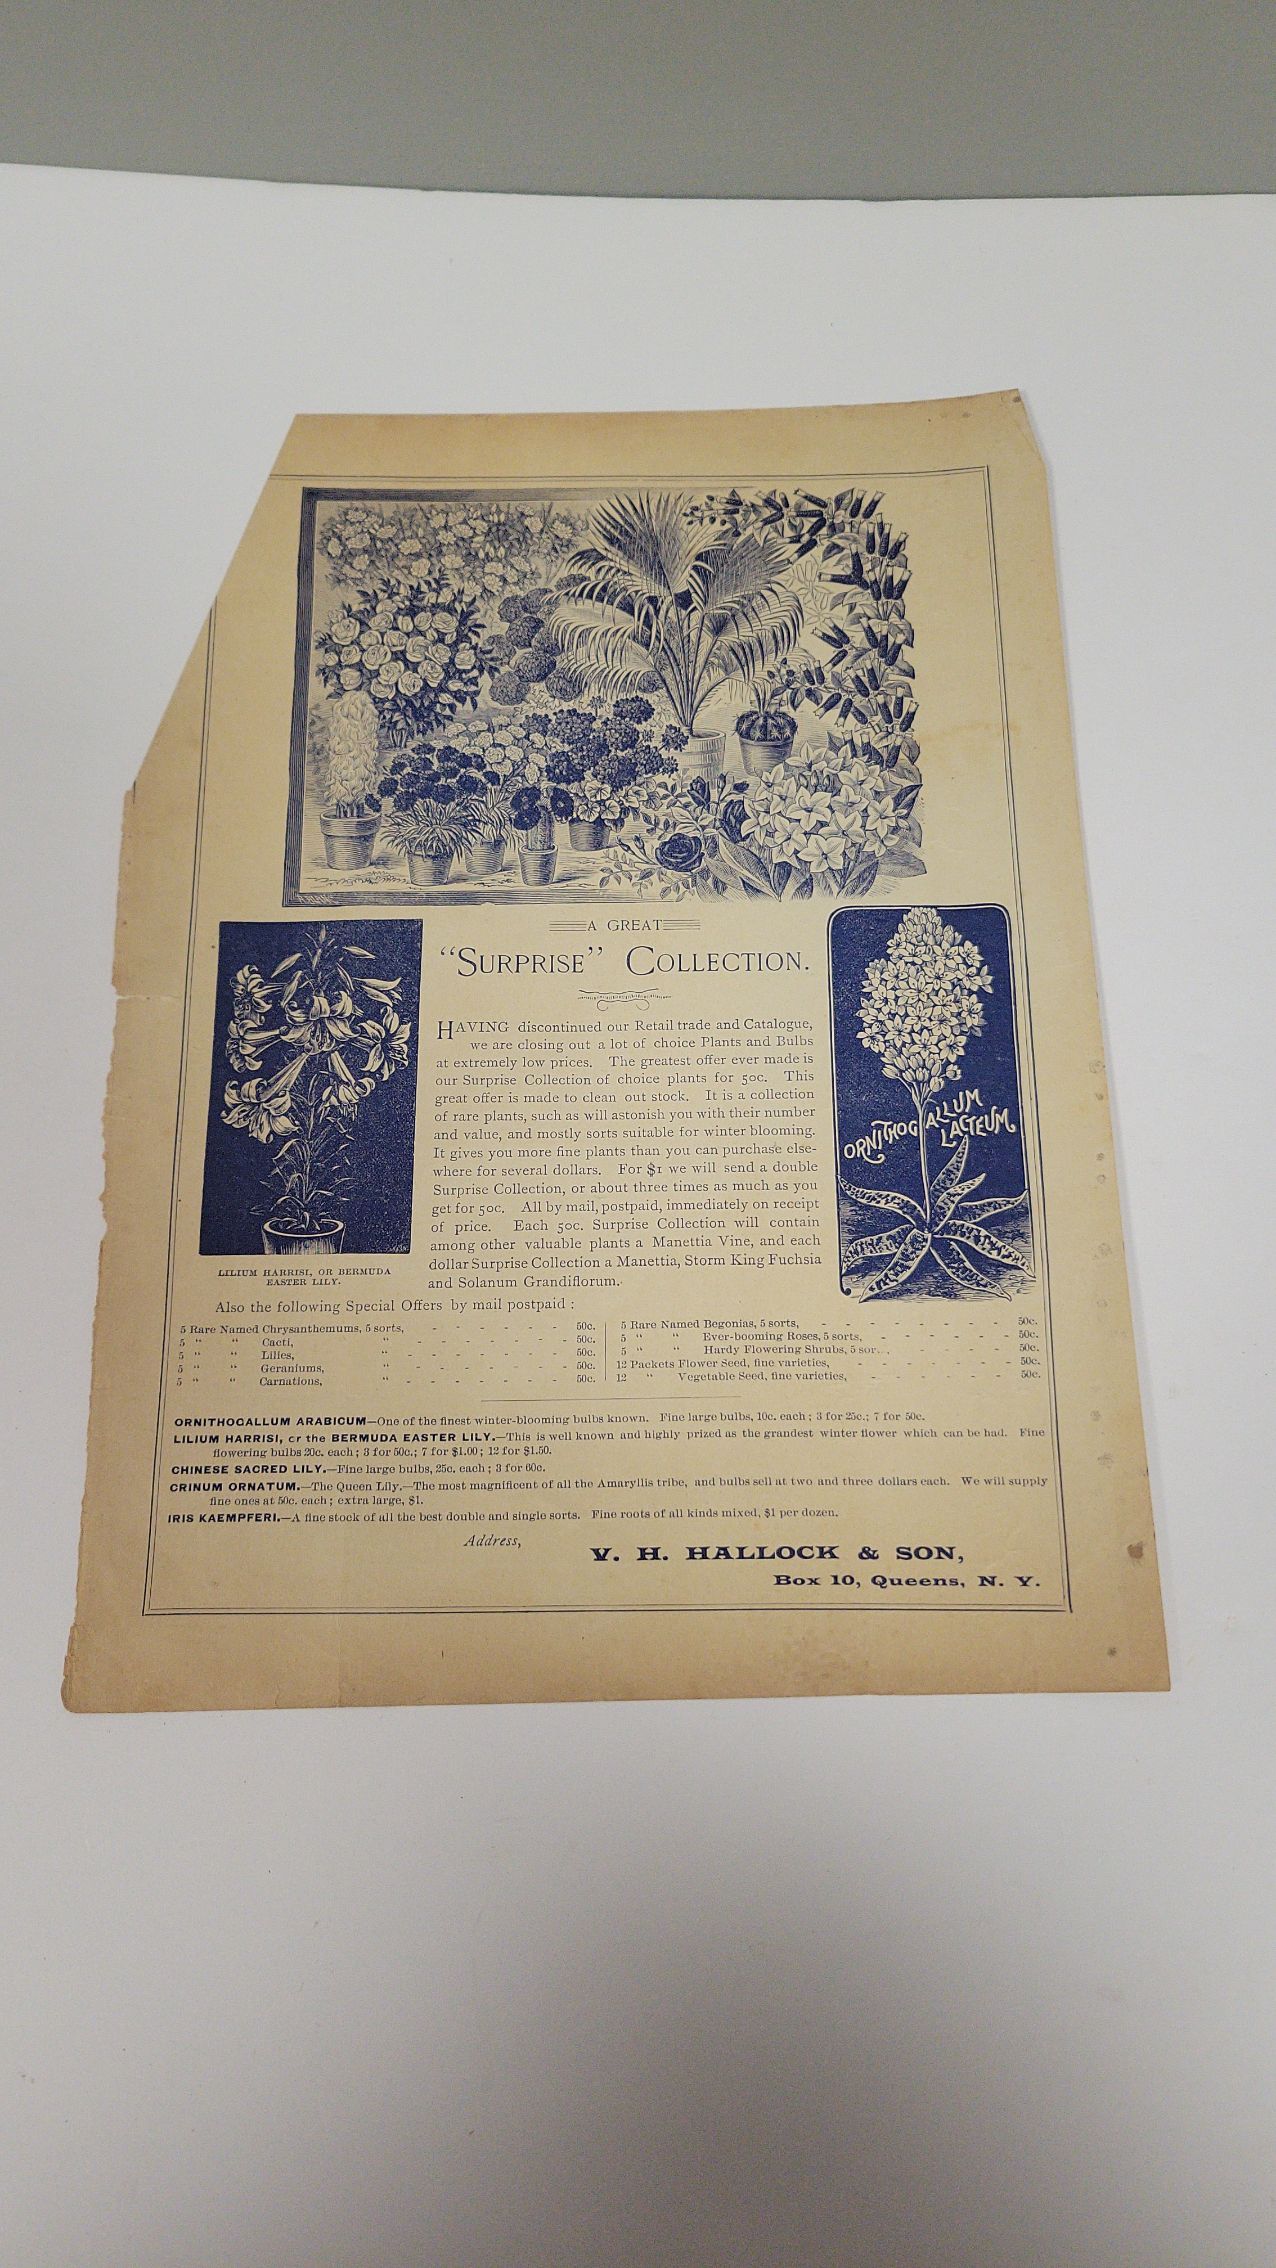 A GREAT
“SURPRISE” COLLECTION.
HAVING discontinued our Retail trade and Catalogue,
we are closing out a lot of choice Plants and Bulbs
at extremely low prices. The greatest offer ever made is
our Surprise Collection of choice plants for 50c. This
great offer is made to clean out stock. It is a collection
of rare plants, such as will astonish you with their number
and value, and mostly sorts suitable for winter blooming.
It gives you more fine plants than you can purchase else-
where for several dollars. For $1 we will send a double
Surprise Collection, or about three times as much as you
get for 50c. All by mail, postpaid, immediately on receipt
of price. Each 50c. Surprise Collection will contain
among other valuable plants a Manettia Vine, and each
dollar Surprise Collection a Manettia, Storm King Fuchsia
and Solanum Grandiflorum.
LILIUM HARRISI, OR BERMUDA
EASTER LILY.
ORNITHOGALLUM
LACTEUM
Also the following Special Offers by mail postpaid :
5 Rare Named Chrysanthemums, 5 sorts, - - - - - 50c.
5 “ “ Cacti, “ - - - - - - 50c.
5 “ “ Lilies, “ - - - - - - 50c.
5 “ “ Geraniums, “ - - - - - - 50c.
5 “ “ Carnations, “ - - - - - - 50c.
5 Rare Named Begonias, 5 sorts, - - - - - - - 50c.
5 “ “ Ever-booming Roses, 5 sorts, - - - - - 50c.
5 “ “ Hardy Flowering Shrubs, 5 sor - - - - 50c.
12 Packets Flower Seed, fine varieties, - - - - - - 50c.
12 “ Vegetable Seed, fine varieties, - - - - - 50c.
ORNITHOGALLUM ARABICUM—One of the finest winter-blooming bulbs known. Fine large bulbs, 10c. each ; 3 for 25c.; 7 for 50c.
LILIUM HARRISI, or the BERMUDA EASTER LILY.—This is well known and highly prized as the grandest winter flower which can be had. Fine
flowering bulbs 20c. each ; 3 for 50c.; 7 for $1.00 ; 12 for $1.50.
CHINESE SACRED LILY.—Fine large bulbs, 25c. each ; 3 for 60c.
CRINUM ORNATUM.—The Queen Lily.—The most magnificent of all the Amaryllis tribe, and bulbs sell at two and three dollars each. We will supply
fine ones at 50c. each ; extra large, $1.
IRIS KAEMPFERI.—A fine stock of all the best double and single sorts. Fine roots of all kinds mixed, $1 per dozen.
Address,
V. H. HALLOCK & SON,
Box 10, Queens, N. Y.